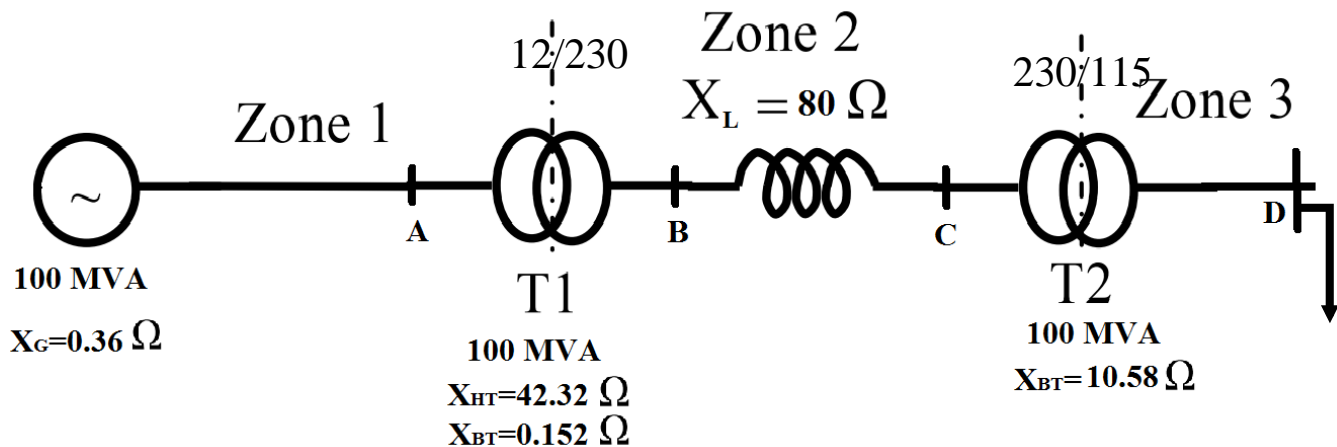 12/230
Zone 2
230/115
Zone 1
X_L = 80 Ω
Zone 3
~
A
B
C
D
T1
T2
100 MVA
X_G=0.36 Ω
100 MVA
X_HT=42.32 Ω
X_BT=0.152 Ω
100 MVA
X_BT=10.58 Ω